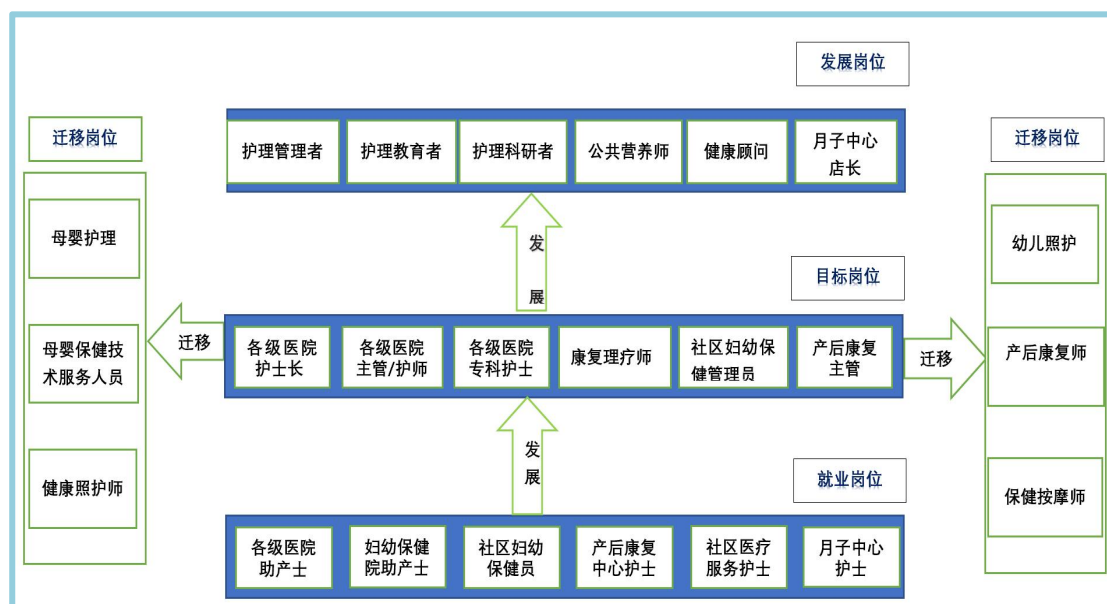 发展岗位
迁移岗位
迁移岗位
护理管理者
护理教育者
护理科研者
公共营养师
健康顾问
月子中心
店长
母婴护理
幼儿照护
发
展
目标岗位
母婴保健技
术服务人员
迁移
各级医院
护士长
各级医院
主管/护师
各级医院
专科护士
康复理疗师
社区妇幼保
健管理员
产后康复
主管
迁移
产后康复师
发
展
就业岗位
健康照护师
保健按摩师
各级医院
助产士
妇幼保健
院助产士
社区妇幼
保健员
产后康复
中心护士
社区医疗
服务护士
月子中心
护士